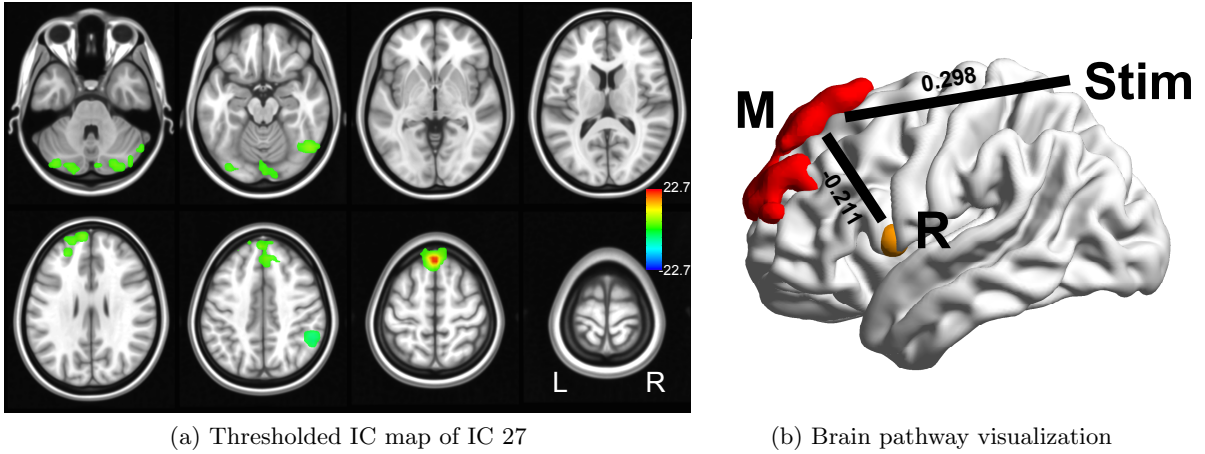 22.7
-22.7
L R
(a) Thresholded IC map of IC 27
0.298
Stim
M
-0.211
R
(b) Brain pathway visualization